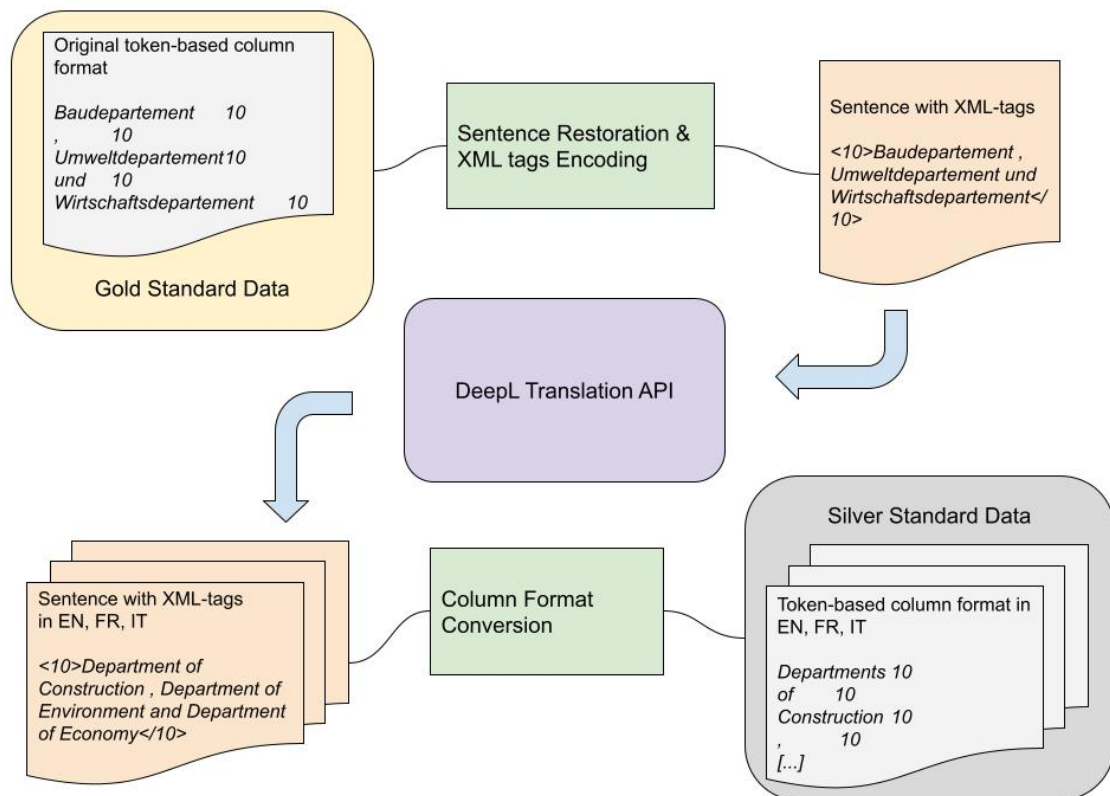 Original token-based column
format
Baudepartement 10
, 10
Umweltdepartement10
und 10
Wirtschaftsdepartement 10
Gold Standard Data
Sentence Restoration &
XML tags Encoding
Sentence with XML-tags
<10>Baudepartement ,
Umweltdepartement und
Wirtschaftsdepartement</
10>
DeepL Translation API
Sentence with XML-tags
in EN, FR, IT
<10>Department of
Construction , Department of
Environment and Department
of Economy</10>
Column Format
Conversion
Silver Standard Data
Token-based column format in
EN, FR, IT
Departments 10
of 10
Construction 10
, 10
[...]